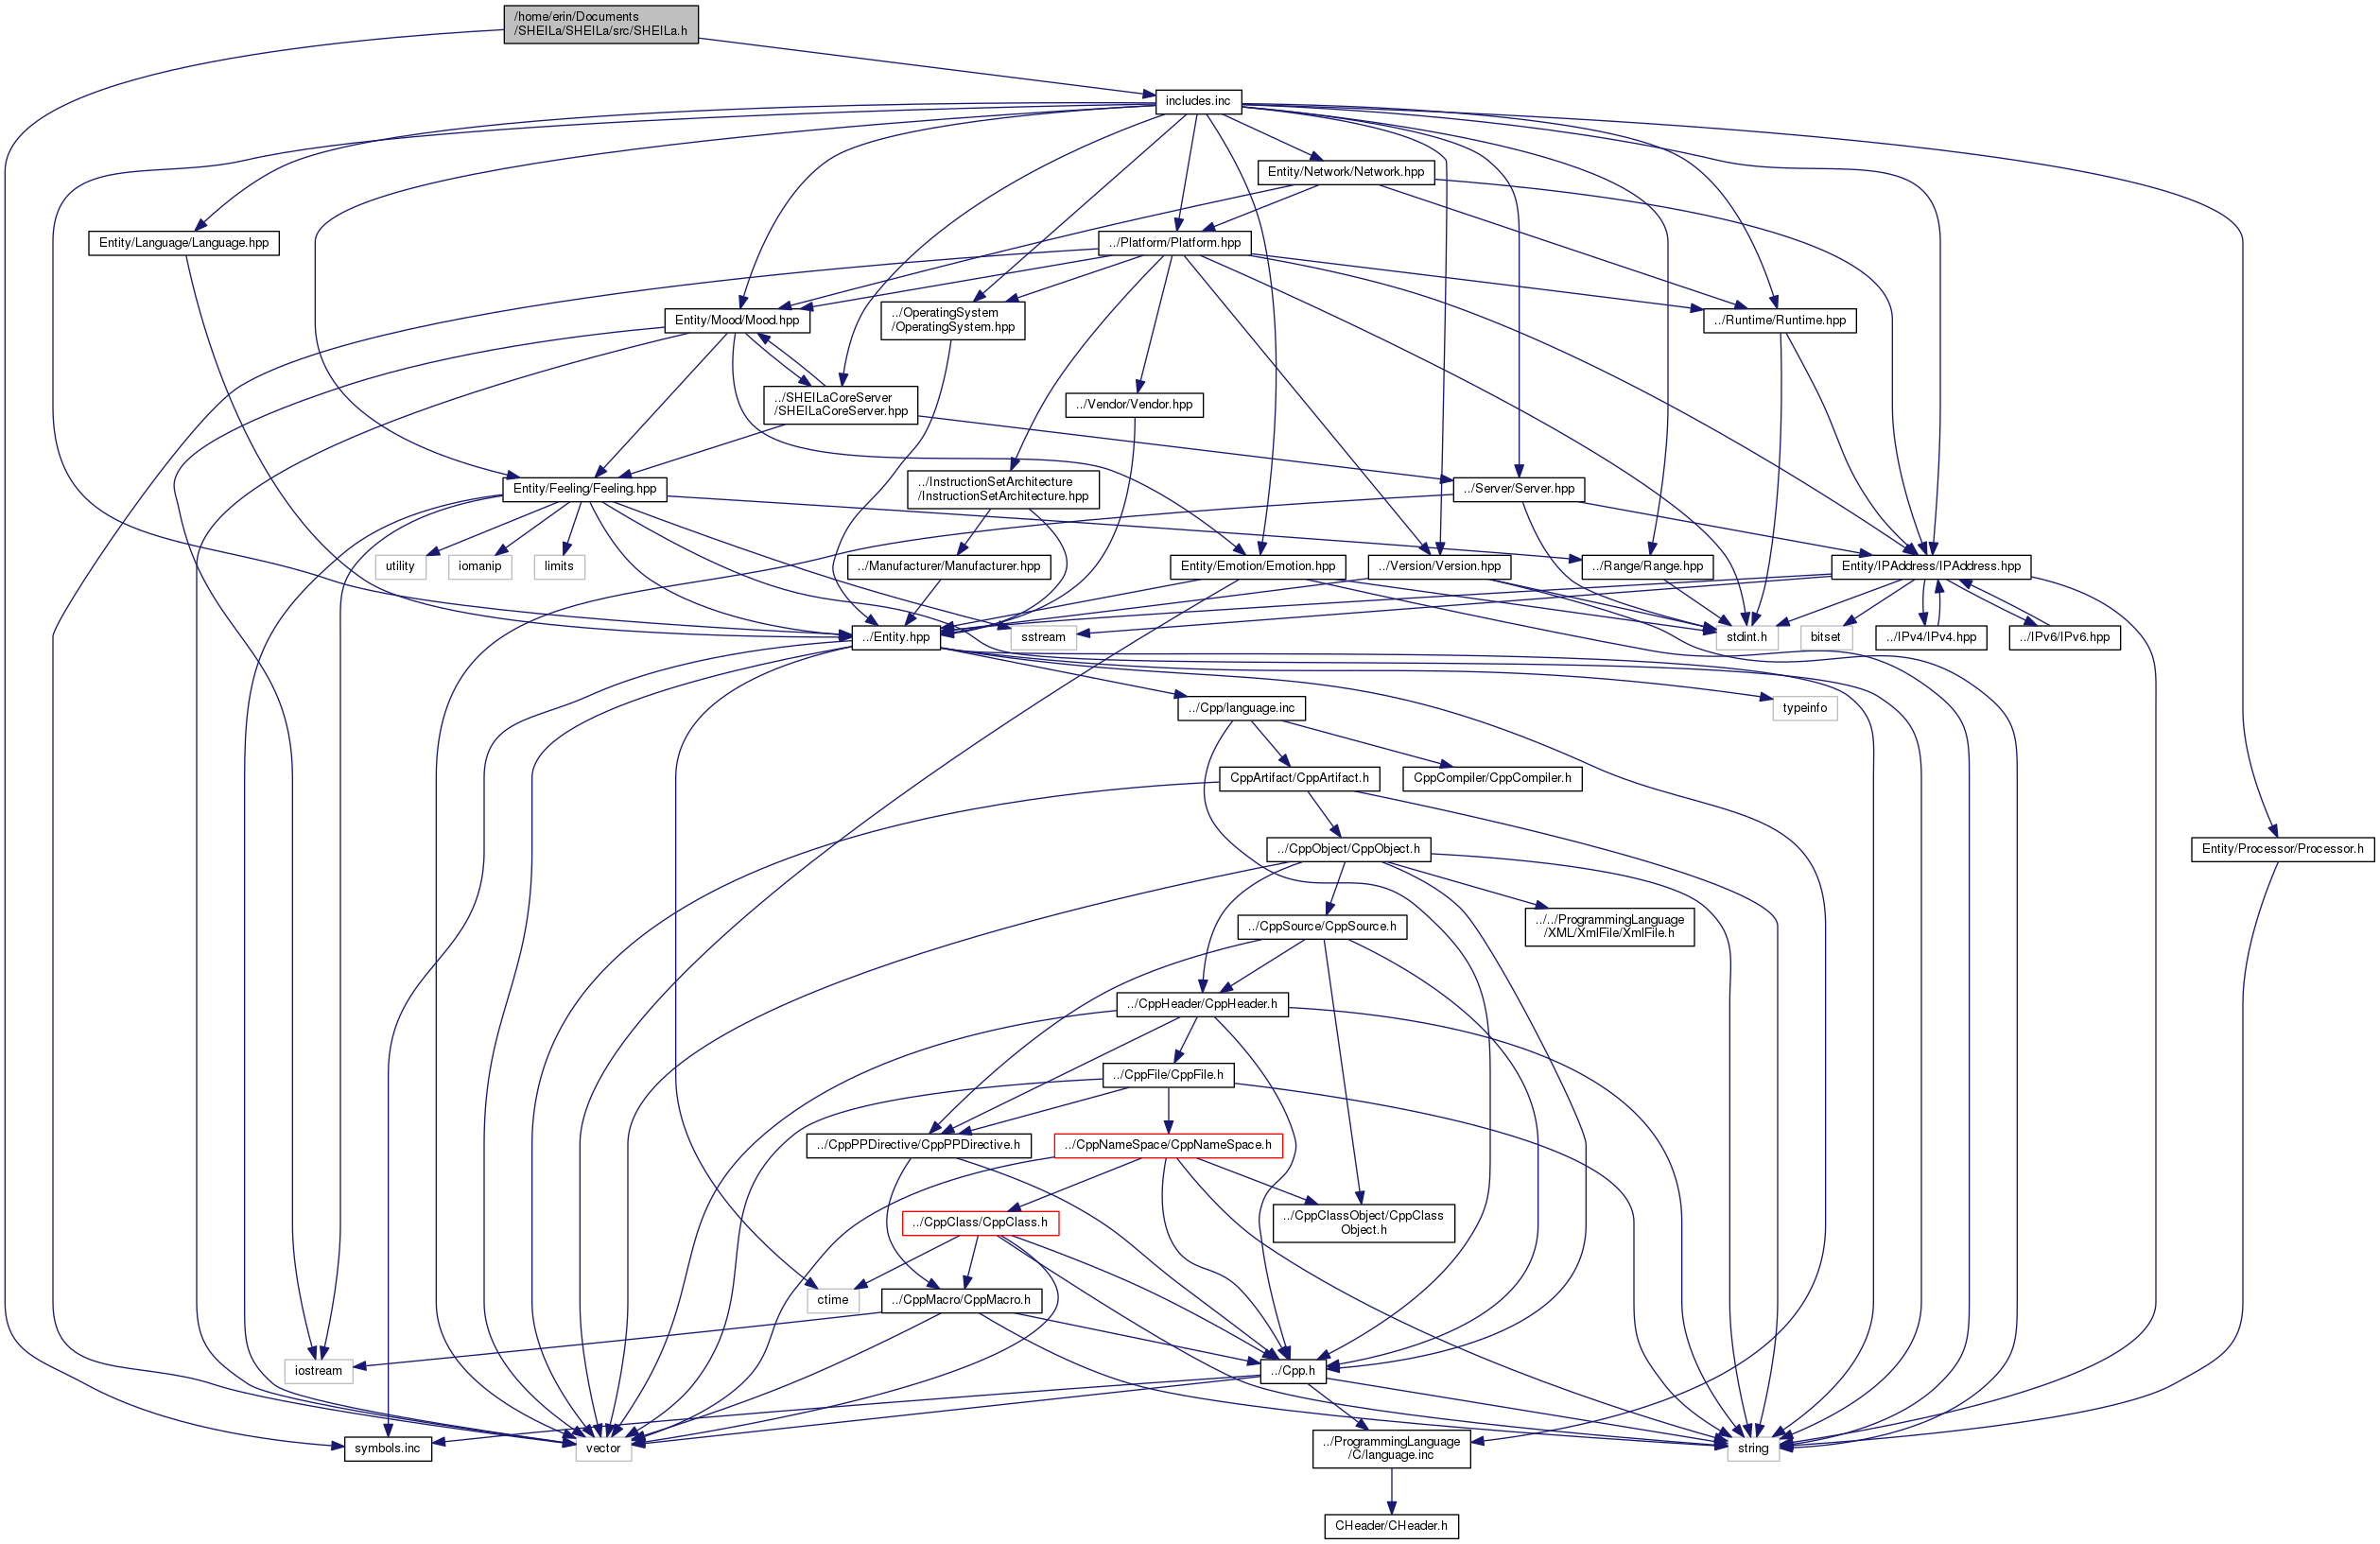 /home/erin/Documents
/SHEILa/SHEILa/src/SHEILa.h
includes.inc
Entity/Network/Network.hpp
Entity/Language/Language.hpp
../Platform/Platform.hpp
Entity/Mood/Mood.hpp
../OperatingSystem
/OperatingSystem.hpp
../Runtime/Runtime.hpp
../SHEILaCoreServer
/SHEILaCoreServer.hpp
../Vendor/Vendor.hpp
Entity/Feeling/Feeling.hpp
../InstructionSetArchitecture
/InstructionSetArchitecture.hpp
../Server/Server.hpp
utility
iomanip
limits
../Manufacturer/Manufacturer.hpp
Entity/Emotion/Emotion.hpp
../Version/Version.hpp
../Range/Range.hpp
Entity/IPAddress/IPAddress.hpp
../Entity.hpp
sstream
stdint.h
bitset
../IPv4/IPv4.hpp
../IPv6/IPv6.hpp
../Cpp/language.inc
typeinfo
CppArtifact/CppArtifact.h
CppCompiler/CppCompiler.h
../CppObject/CppObject.h
Entity/Processor/Processor.h
../CppSource/CppSource.h
../../ProgrammingLanguage
/XML/XmlFile/XmlFile.h
../CppHeader/CppHeader.h
../CppFile/CppFile.h
../CppPPDirective/CppPPDirective.h
../CppNameSpace/CppNameSpace.h
../CppClass/CppClass.h
../CppClassObject/CppClass
Object.h
ctime
../CppMacro/CppMacro.h
iostream
../Cpp.h
symbols.inc
vector
../ProgrammingLanguage
/C/language.inc
string
CHeader/CHeader.h